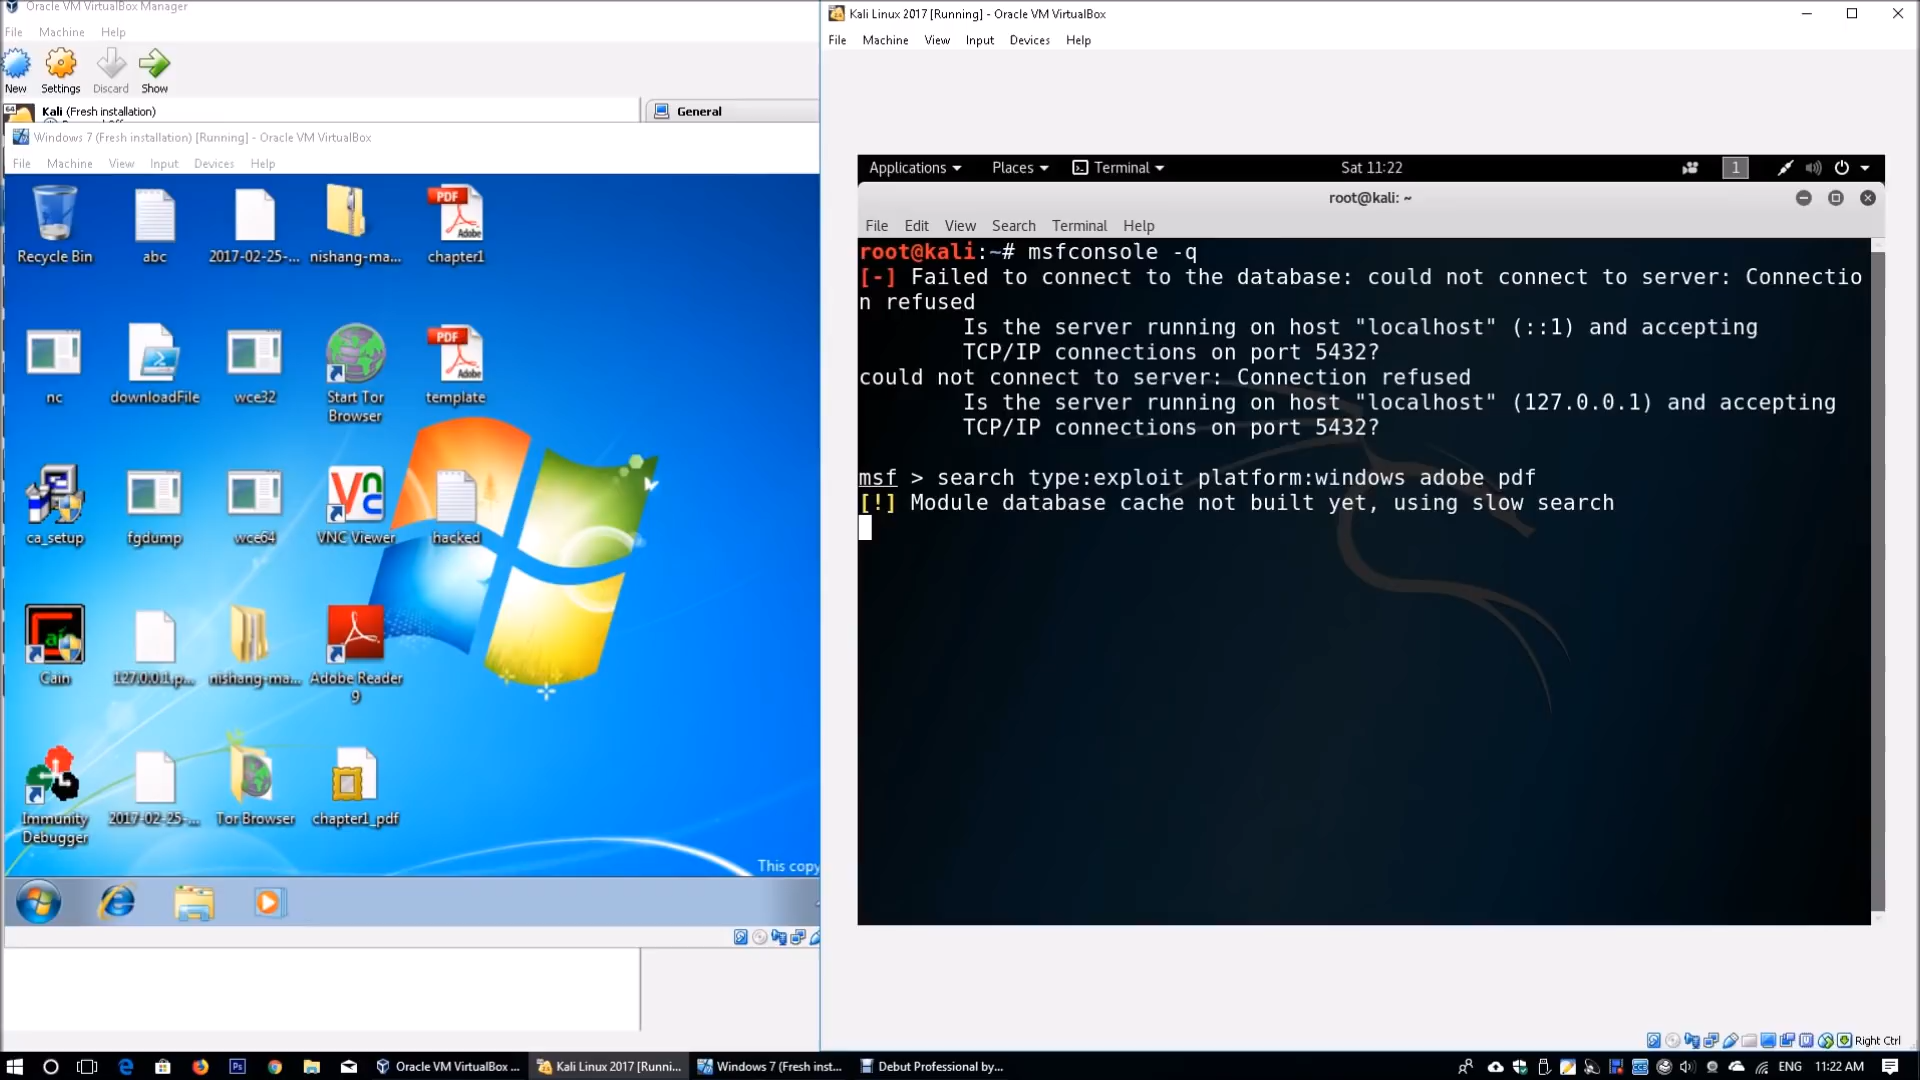 Oracle VM VirtualBox Manager
File Machine Help
New Settings Discard Show
Kali (Fresh installation)
General
Windows 7 (Fresh installation) [Running] - Oracle VM VirtualBox
File Machine View Input Devices Help
Recycle Bin
abc
2017-02-25-...
nishang-ma...
chapter1
nc
downloadFile
wce32
Start Tor
Browser
template
ca_setup
fgdump
wce64
VNC Viewer
hacked
Cain
127.0.0.1.p...
nishang-ma...
Adobe Reader
9
Immunity
Debugger
2017-02-25-...
Tor Browser
chapter1_pdf
This copy
Kali Linux 2017 [Running] - Oracle VM VirtualBox
File Machine View Input Devices Help
Applications Places Terminal Sat 11:22 1
root@kali: ~
File Edit View Search Terminal Help
root@kali:~# msfconsole -q
[-] Failed to connect to the database: could not connect to server: Connectio
n refused
Is the server running on host "localhost" (::1) and accepting
TCP/IP connections on port 5432?
could not connect to server: Connection refused
Is the server running on host "localhost" (127.0.0.1) and accepting
TCP/IP connections on port 5432?
msf > search type:exploit platform:windows adobe pdf
[!] Module database cache not built yet, using slow search
Right Ctrl
Oracle VM VirtualBox ...
Kali Linux 2017 [Runni...
Windows 7 (Fresh inst...
Debut Professional by...
ENG 11:22 AM